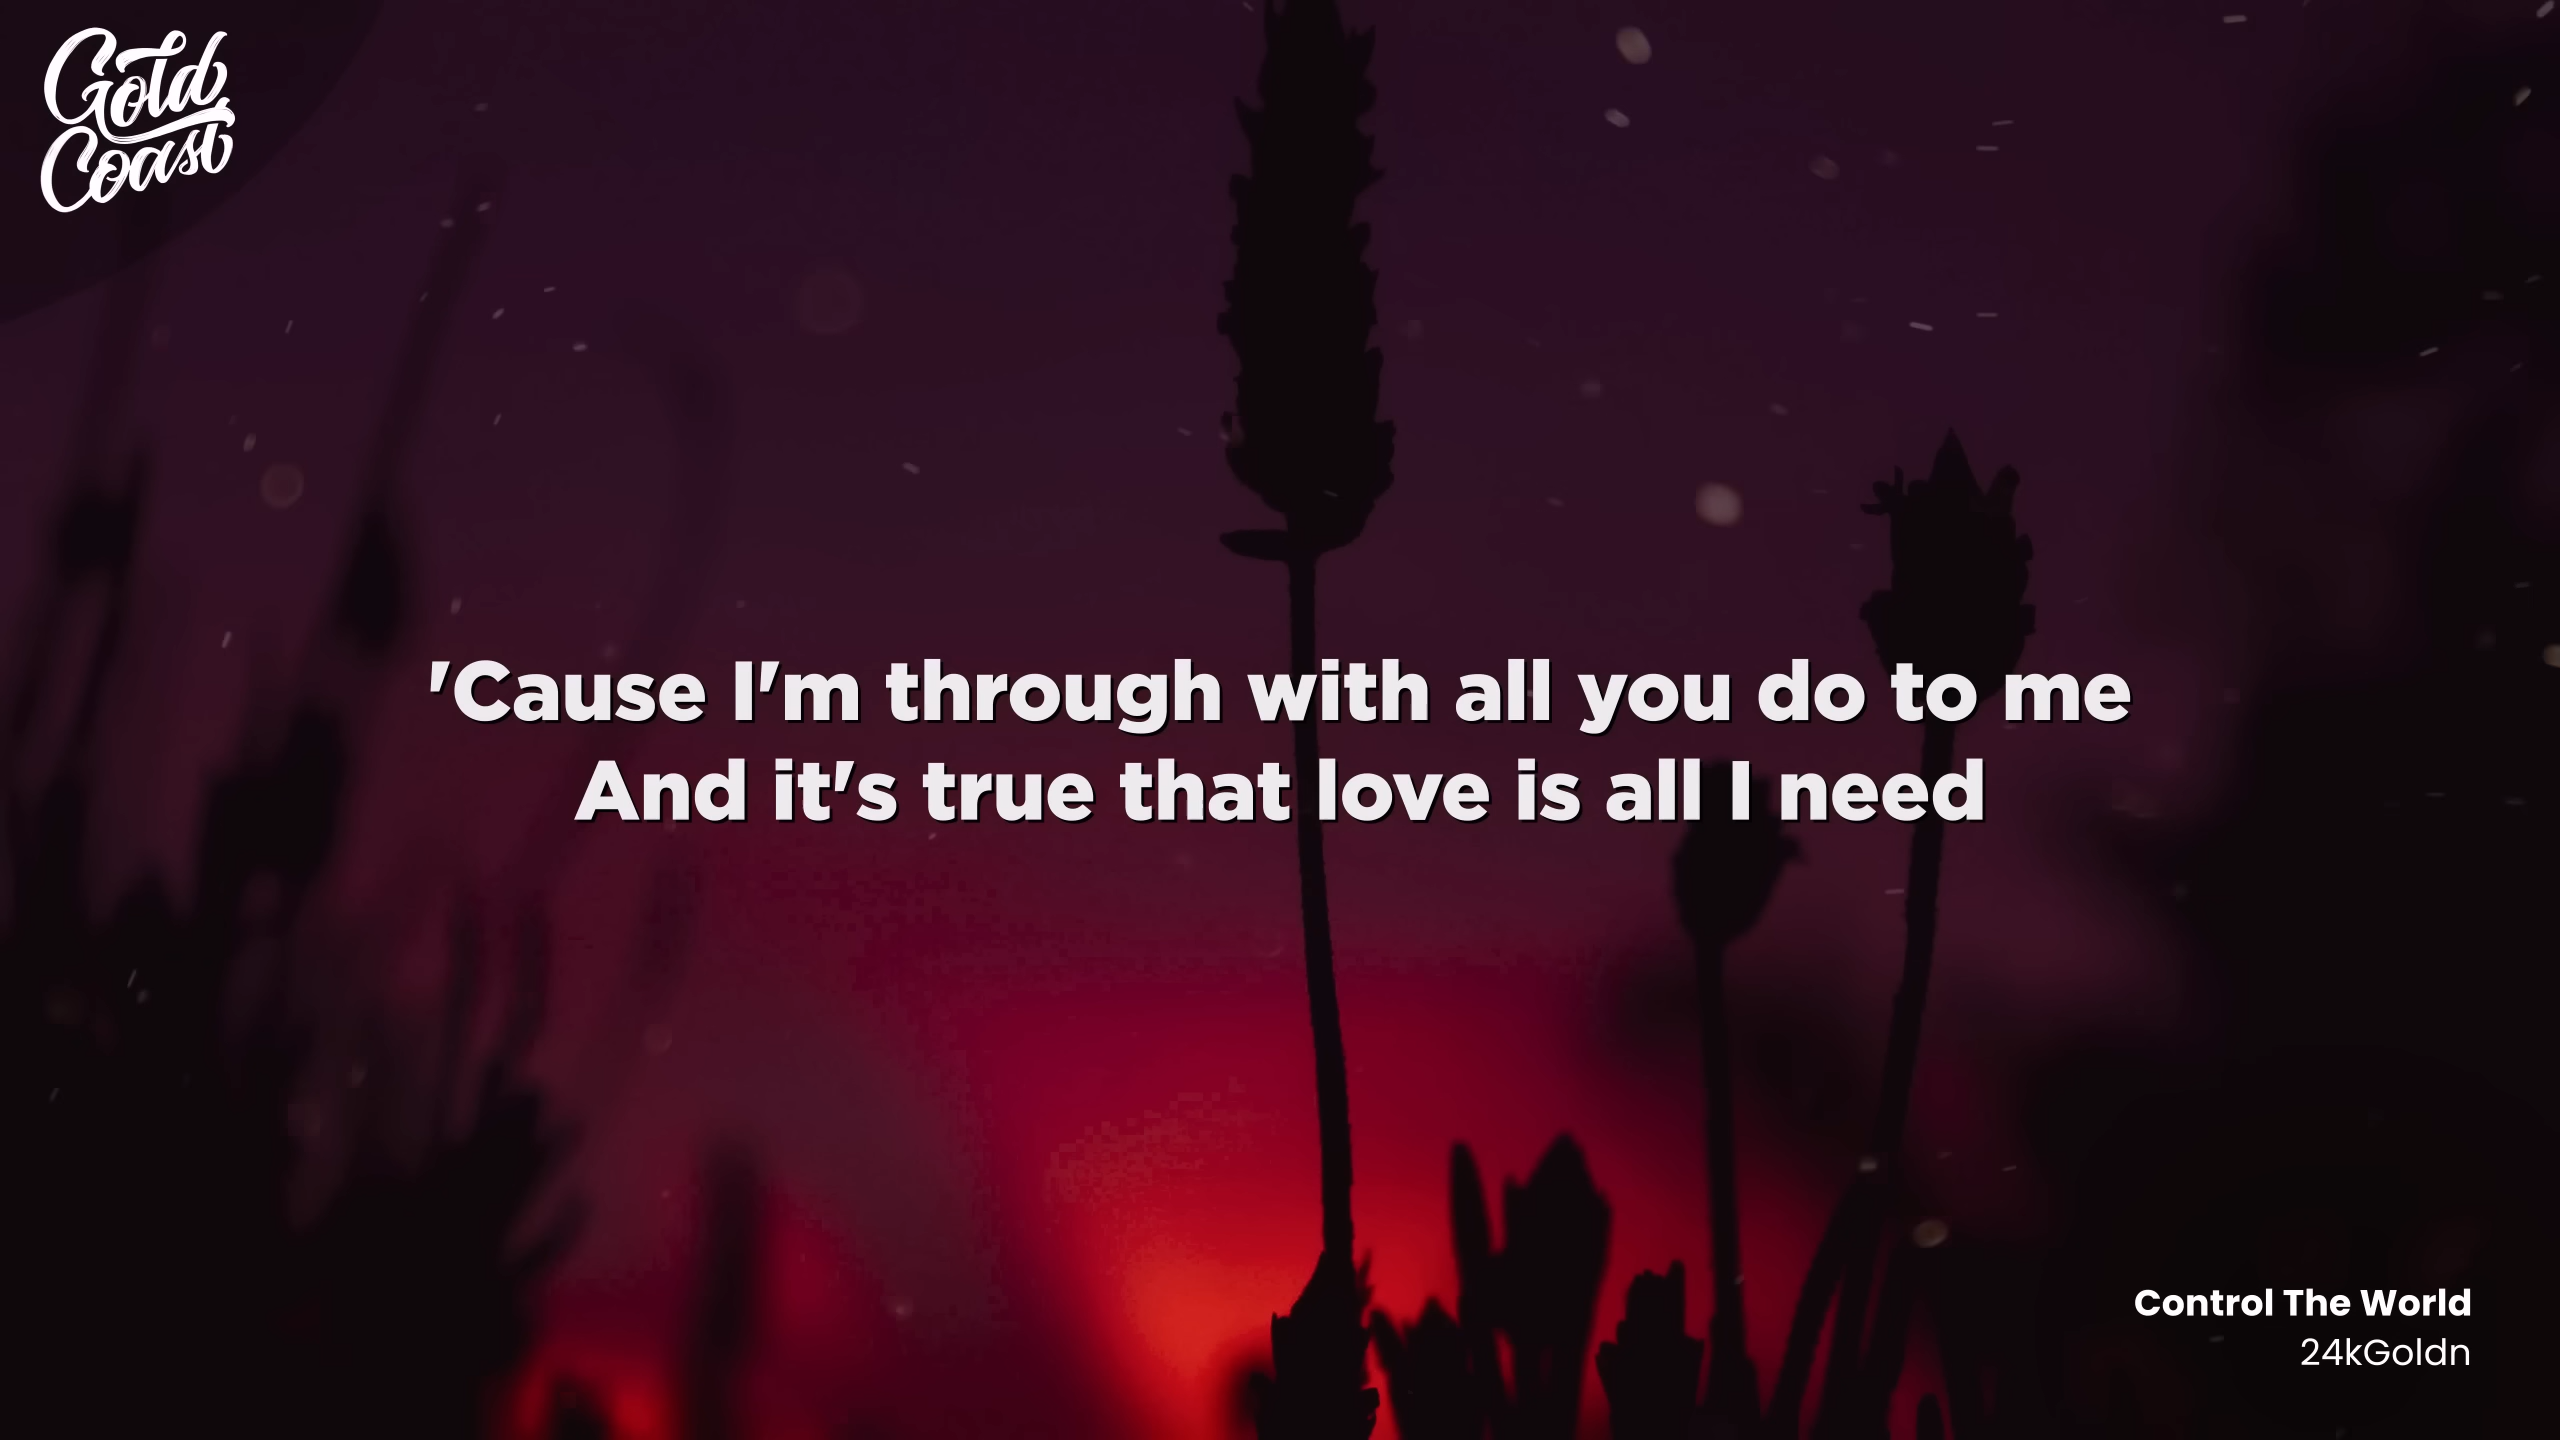 Gold
Coast
'Cause I'm through with all you do to me
And it's true that love is all I need
Control The World
24kGoldn